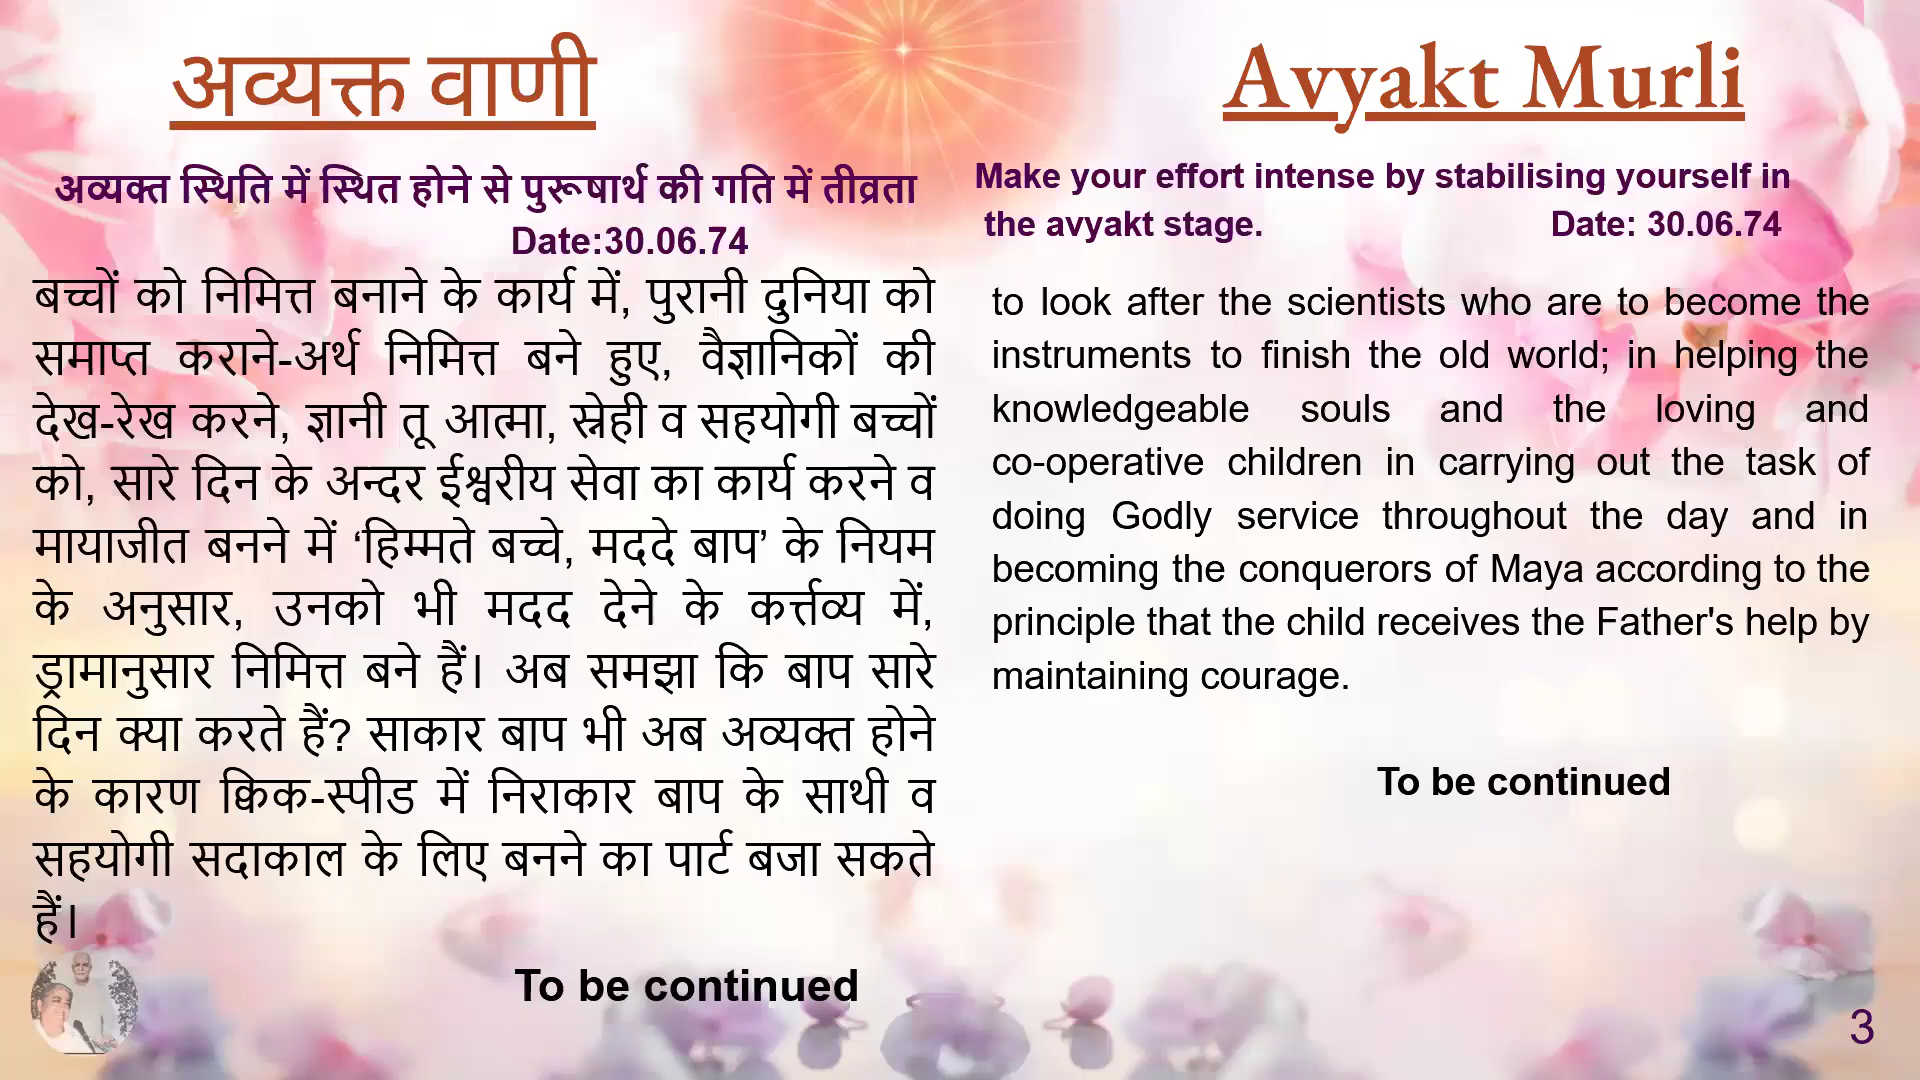 अव्यक्त वाणी
अव्यक्त स्थिति में स्थित होने से पुरूषार्थ की गति में तीव्रता
Date:30.06.74
बच्चों को निमित्त बनाने के कार्य में, पुरानी दुनिया को
समाप्त कराने-अर्थ निमित्त बने हुए, वैज्ञानिकों की
देख-रेख करने, ज्ञानी तू आत्मा, स्नेही व सहयोगी बच्चों
को, सारे दिन के अन्दर ईश्वरीय सेवा का कार्य करने व
मायाजीत बनने में ‘हिम्मते बच्चे, मददे बाप’ के नियम
के अनुसार, उनको भी मदद देने के कर्त्तव्य में,
ड्रामानुसार निमित्त बने हैं। अब समझा कि बाप सारे
दिन क्या करते हैं? साकार बाप भी अब अव्यक्त होने
के कारण क्विक-स्पीड में निराकार बाप के साथी व
सहयोगी सदाकाल के लिए बनने का पार्ट बजा सकते
हैं।
To be continued
Avyakt Murli
Make your effort intense by stabilising yourself in
the avyakt stage. Date: 30.06.74
to look after the scientists who are to become the
instruments to finish the old world; in helping the
knowledgeable souls and the loving and
co-operative children in carrying out the task of
doing Godly service throughout the day and in
becoming the conquerors of Maya according to the
principle that the child receives the Father's help by
maintaining courage.
To be continued
3